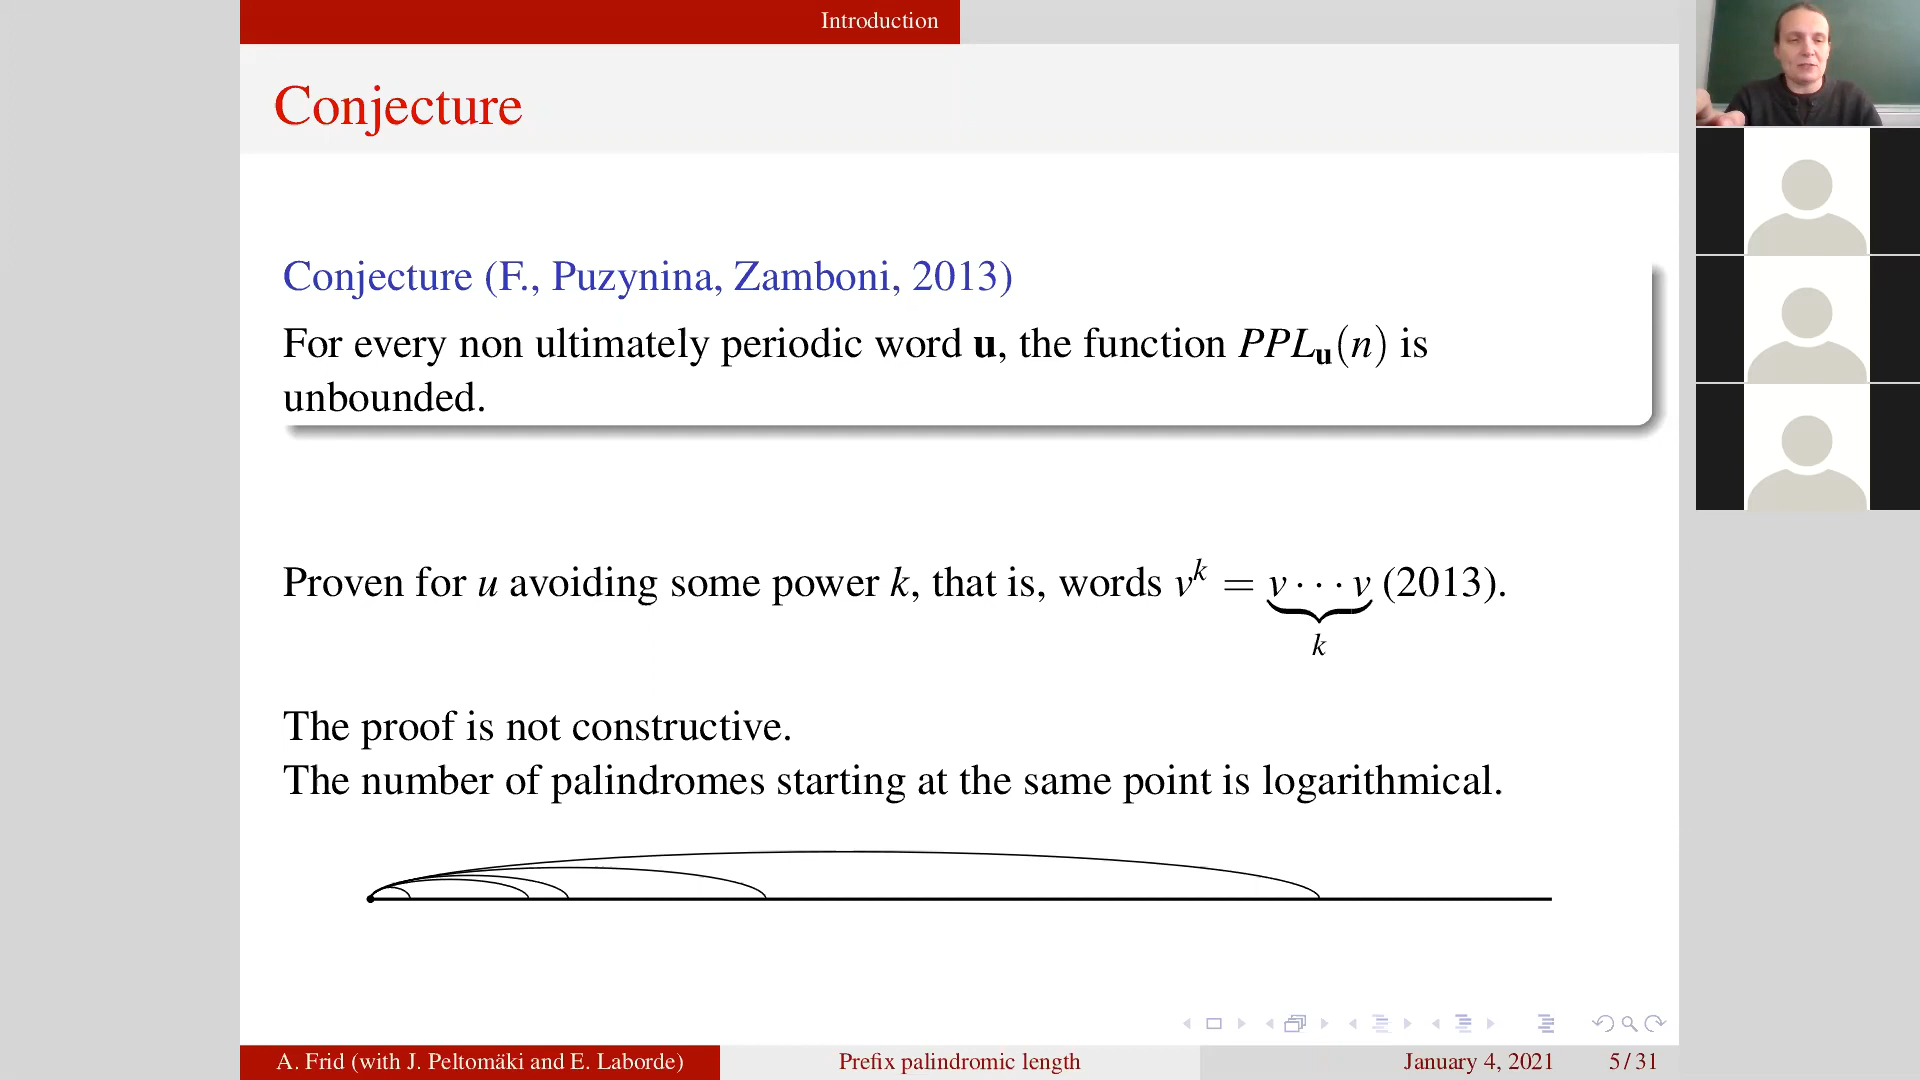 Introduction
Conjecture
Conjecture (F., Puzynina, Zamboni, 2013)
For every non ultimately periodic word u, the function PPL_u(n) is
unbounded.
Proven for u avoiding some power k, that is, words v^k = v · · · v (2013).
k
The proof is not constructive.
The number of palindromes starting at the same point is logarithmical.
A. Frid (with J. Peltomäki and E. Laborde)
Prefix palindromic length
January 4, 2021
5 / 31